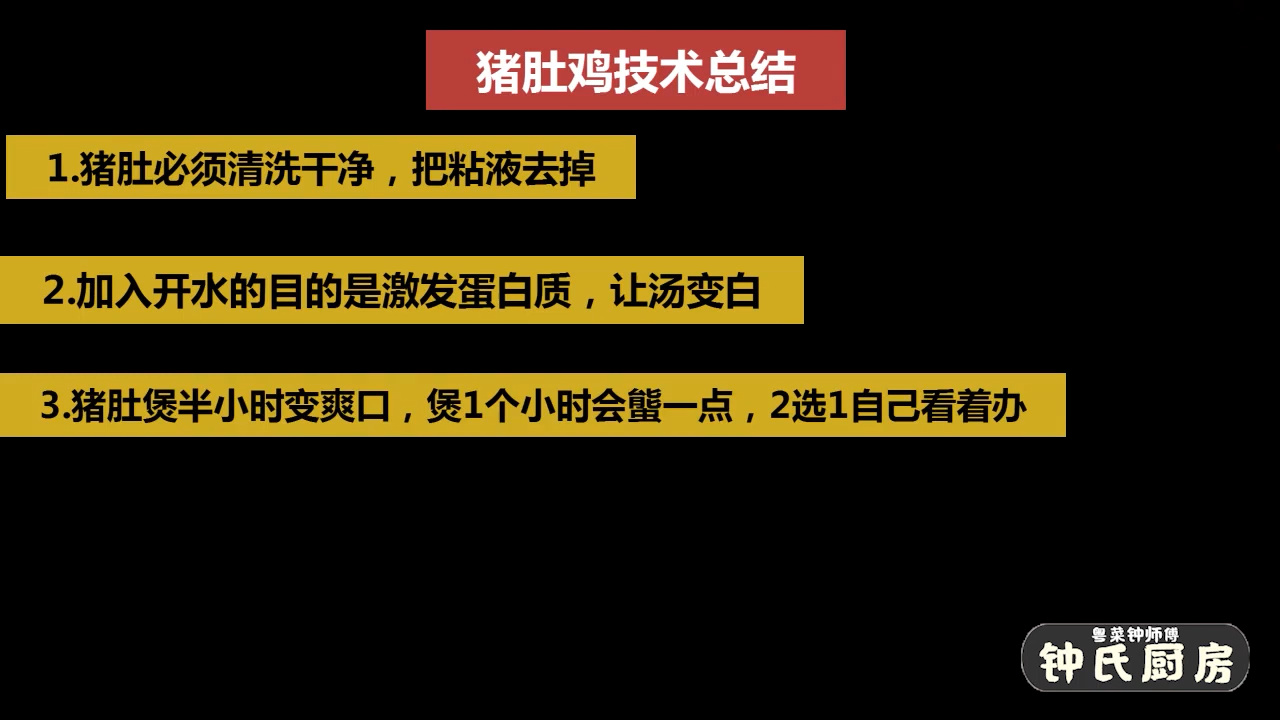 猪肚鸡技术总结
1.猪肚必须清洗干净，把粘液去掉
2.加入开水的目的是激发蛋白质，让汤变白
3.猪肚煲半小时变爽口，煲1个小时会蟹一点，2选1自己看着办
粤菜钟师傅
钟氏厨房